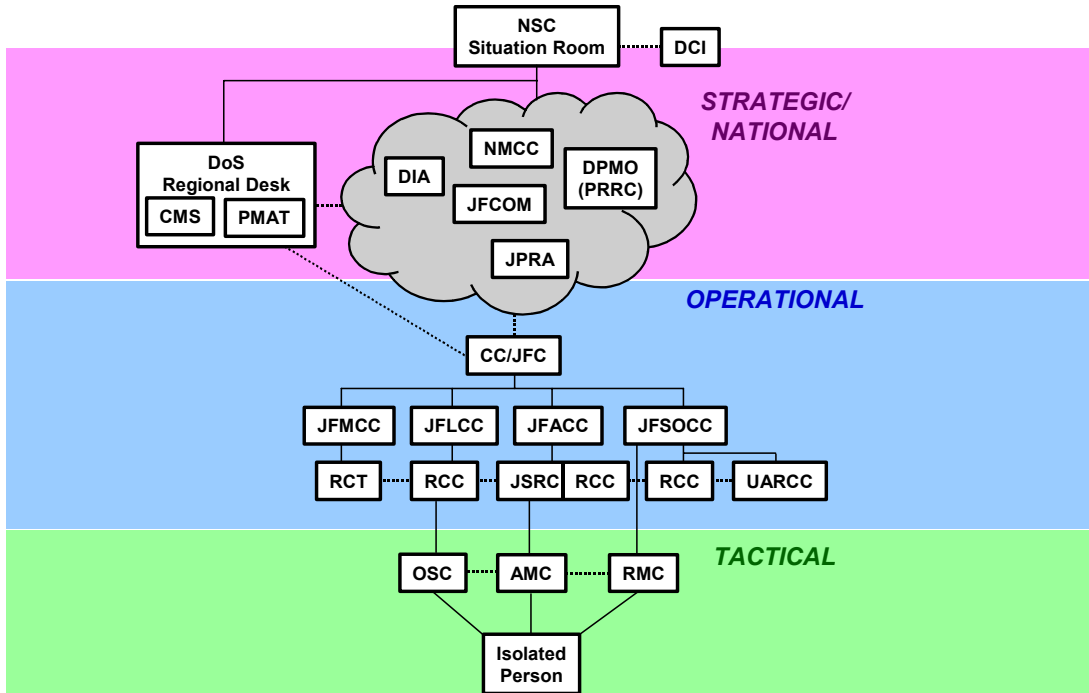 NSC
Situation Room
DCI
STRATEGIC/
NATIONAL
DoS
Regional Desk
CMS
PMAT
NMCC
DIA
DPMO
(PRRC)
JFCOM
JPRA
OPERATIONAL
CC/JFC
JFMCC
JFLCC
JFACC
JFSOCC
RCT
RCC
JSRC
RCC
RCC
UARCC
TACTICAL
OSC
AMC
RMC
Isolated
Person